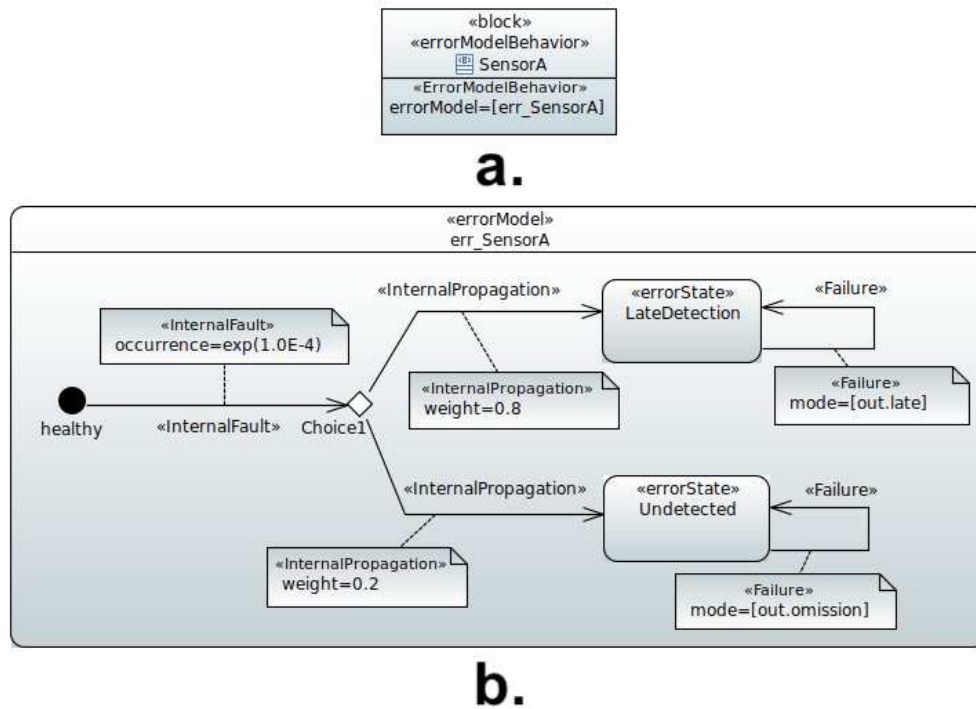 «block»
«errorModelBehavior»
SensorA
«ErrorModelBehavior»
errorModel=[err_SensorA]
a.
«errorModel»
err_SensorA
«InternalPropagation»
«errorState»
LateDetection
«Failure»
«InternalFault»
occurrence=exp(1.0E-4)
«InternalPropagation»
weight=0.8
«Failure»
mode=[out.late]
healthy
«InternalFault»
Choice1
«InternalPropagation»
«errorState»
Undetected
«Failure»
«InternalPropagation»
weight=0.2
«Failure»
mode=[out.omission]
b.